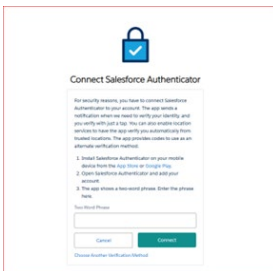 Connect Salesforce Authenticator
For security reasons, you have to connect Salesforce
Authenticator to your account. The app sends a
notification when we need to verify your identity, and
you verify with just a tap. You can also enable location
services to have the app verify you automatically from
trusted locations. The app provides codes to use as an
alternate verification method.
1. Install Salesforce Authenticator on your mobile
device from the App Store or Google Play.
2. Open Salesforce Authenticator and add your
account.
3. The app shows a two-word phrase. Enter the phrase
here.
Two-Word Phrase
Cancel Connect
Choose Another Verification Method